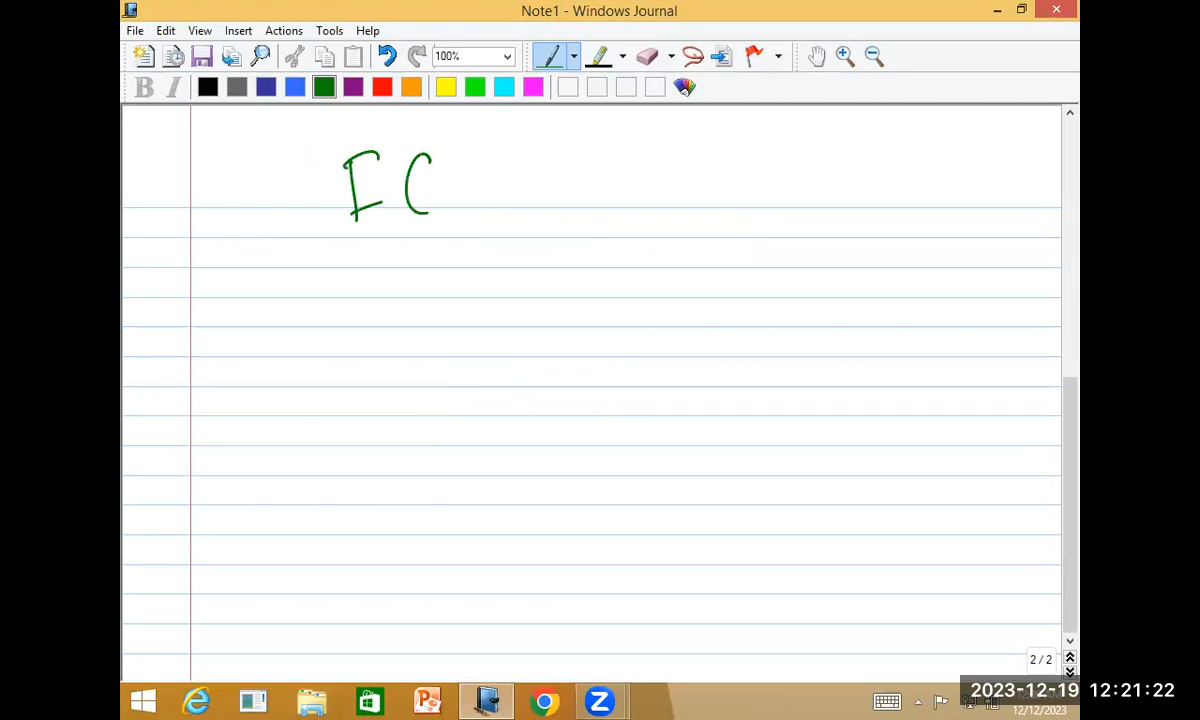 Note1 - Windows Journal
File Edit View Insert Actions Tools Help
100%
B I
I C
2 / 2
2023-12-19 12:21:22
12/12/2023